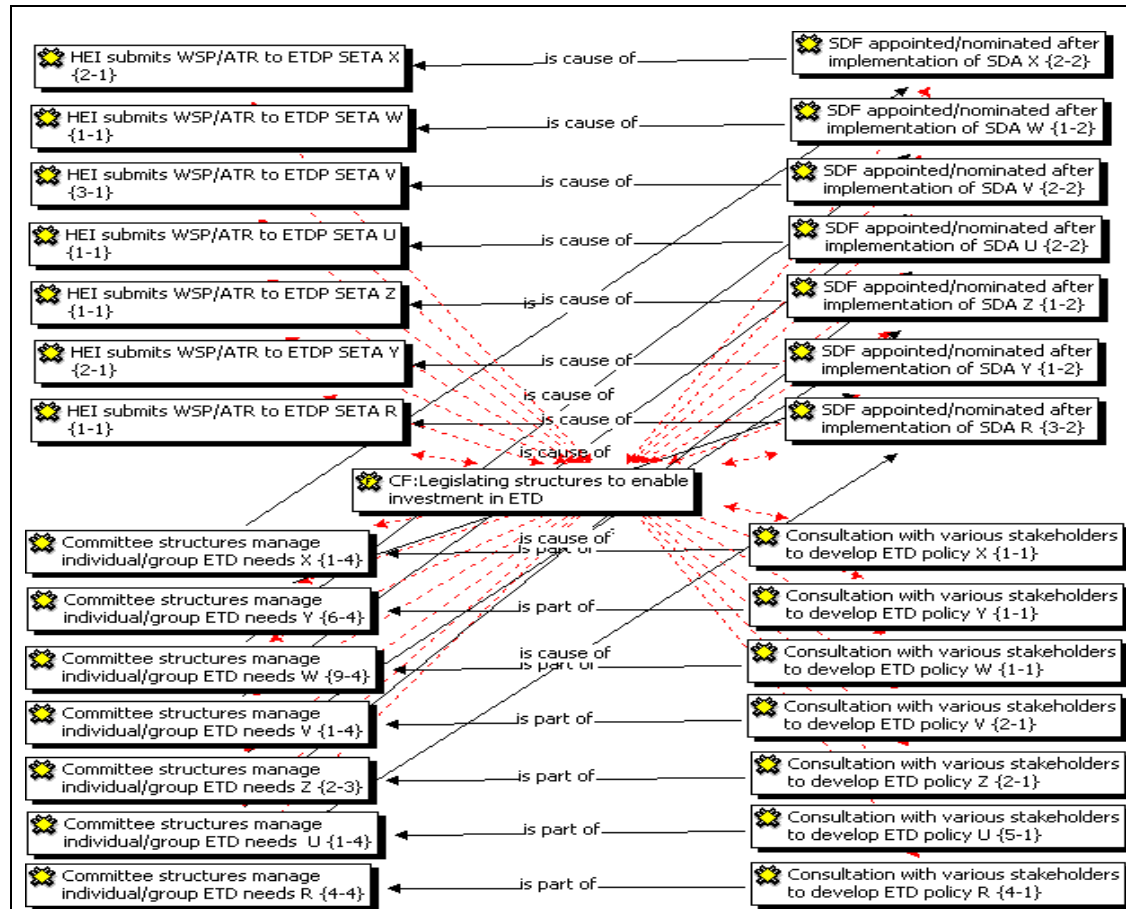 HEI submits WSP/ATR to ETDP SETA X
{2-1}
is cause of
SDF appointed/nominated after
implementation of SDA X {2-2}
HEI submits WSP/ATR to ETDP SETA W
{1-1}
is cause of
SDF appointed/nominated after
implementation of SDA W {1-2}
HEI submits WSP/ATR to ETDP SETA V
{3-1}
is cause of
SDF appointed/nominated after
implementation of SDA V {2-2}
HEI submits WSP/ATR to ETDP SETA U
{1-1}
is cause of
SDF appointed/nominated after
implementation of SDA U {2-2}
HEI submits WSP/ATR to ETDP SETA Z
{1-1}
is cause of
SDF appointed/nominated after
implementation of SDA Z {1-2}
HEI submits WSP/ATR to ETDP SETA Y
{2-1}
is cause of
SDF appointed/nominated after
implementation of SDA Y {1-2}
is cause of
HEI submits WSP/ATR to ETDP SETA R
{1-1}
is cause of
SDF appointed/nominated after
implementation of SDA R {3-2}
is cause of
CF:Legislating structures to enable
investment in ETD
is cause of
Committee structures manage
individual/group ETD needs X {1-4}
is part of
Consultation with various stakeholders
to develop ETD policy X {1-1}
Committee structures manage
individual/group ETD needs Y {6-4}
is part of
Consultation with various stakeholders
to develop ETD policy Y {1-1}
is cause of
Committee structures manage
individual/group ETD needs W {9-4}
is part of
Consultation with various stakeholders
to develop ETD policy W {1-1}
Committee structures manage
individual/group ETD needs V {1-4}
is part of
Consultation with various stakeholders
to develop ETD policy V {2-1}
Committee structures manage
individual/group ETD needs Z {2-3}
is part of
Consultation with various stakeholders
to develop ETD policy Z {2-1}
Committee structures manage
individual/group ETD needs  U {1-4}
is part of
Consultation with various stakeholders
to develop ETD policy U {5-1}
Committee structures manage
individual/group ETD needs R {4-4}
is part of
Consultation with various stakeholders
to develop ETD policy R {4-1}